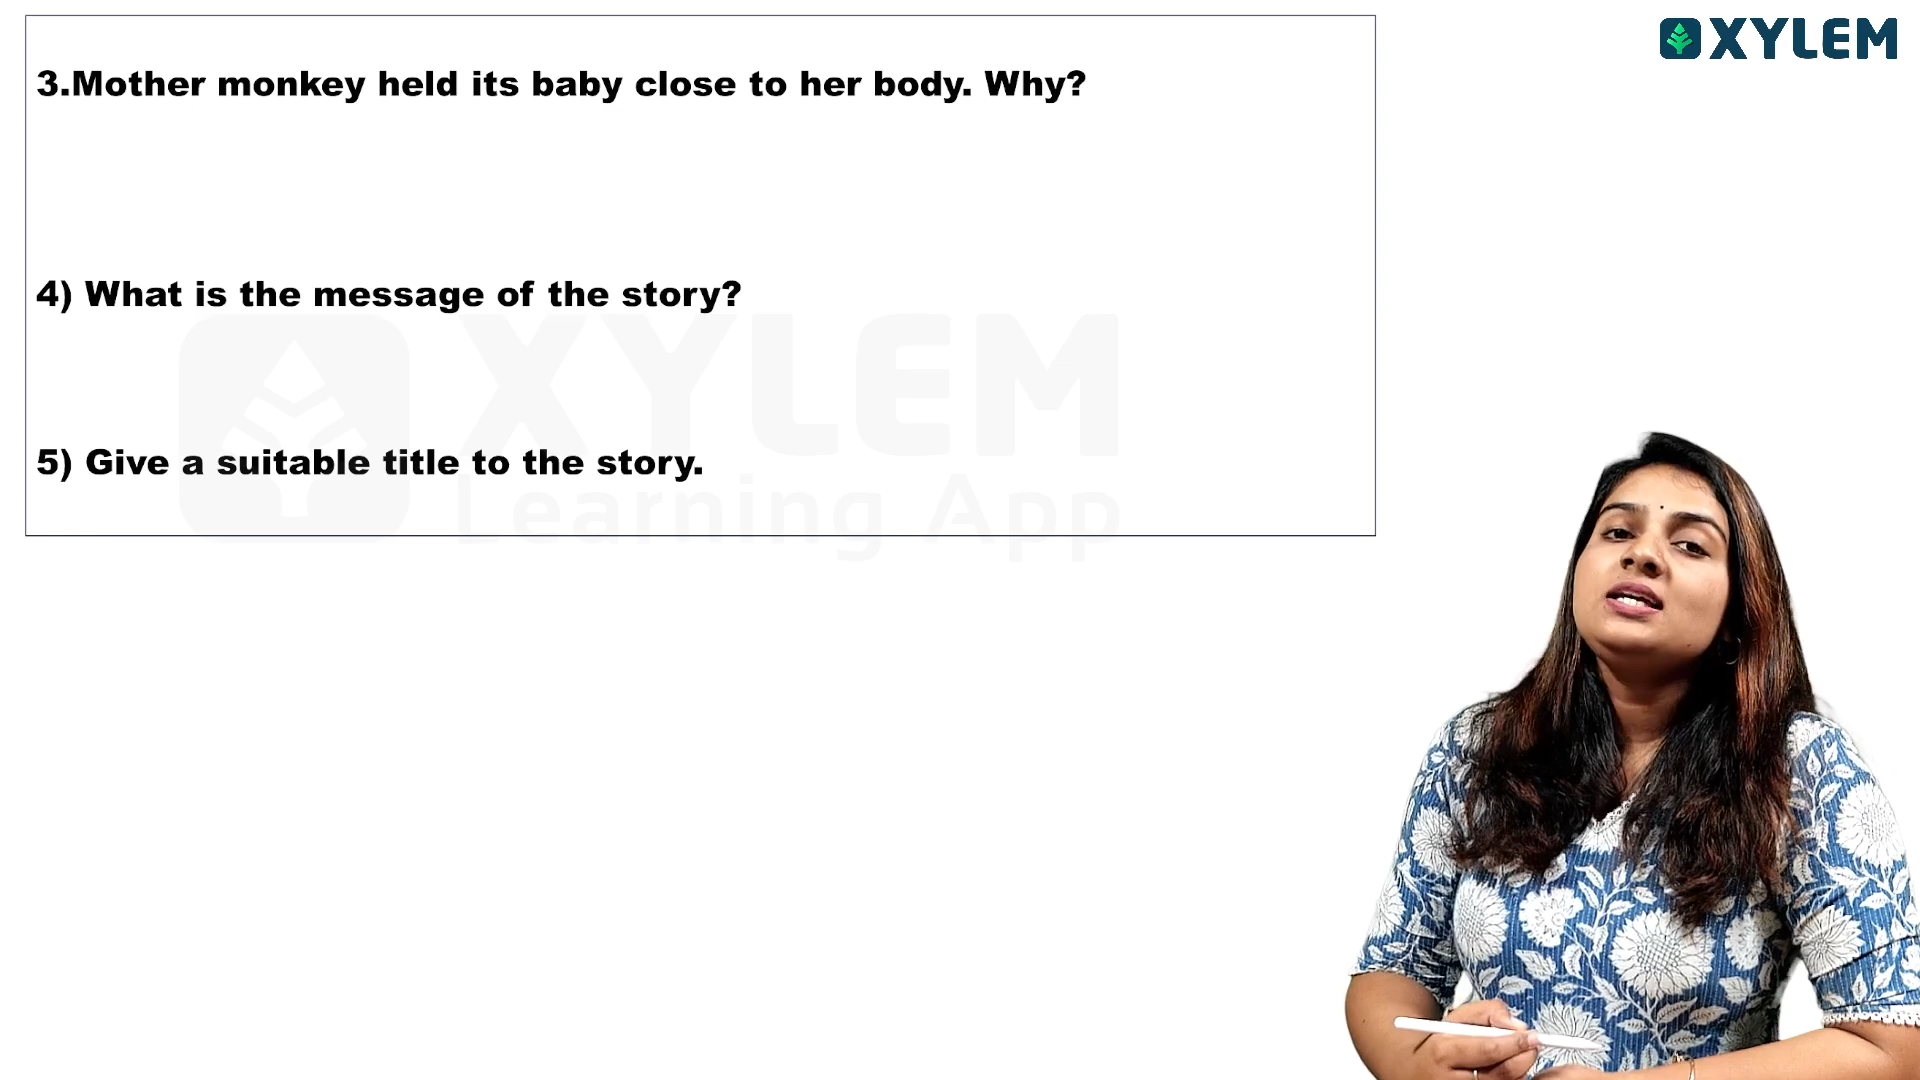 XYLEM
3.Mother monkey held its baby close to her body. Why?
4) What is the message of the story?
XYLEM
5) Give a suitable title to the story.
Learning App